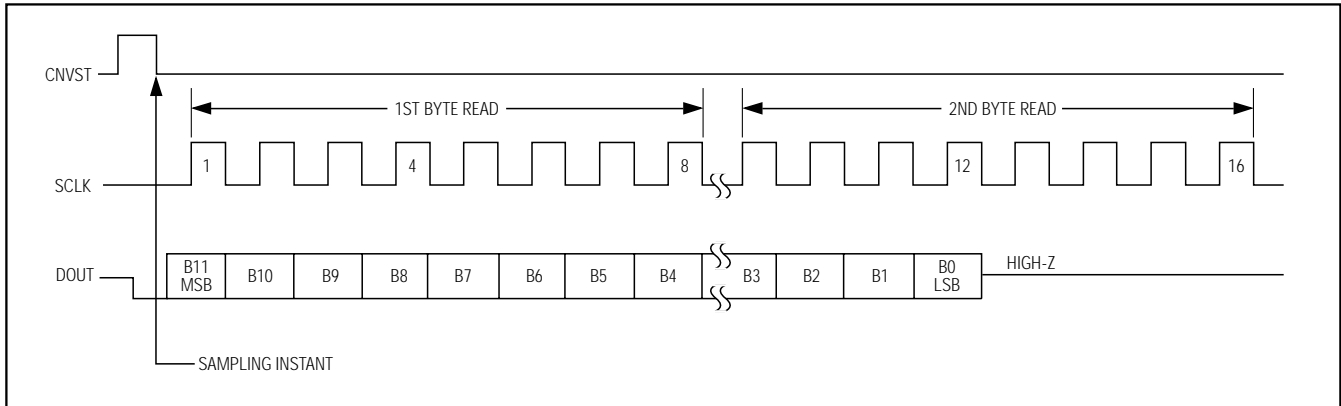 CNVST
1ST BYTE READ
2ND BYTE READ
SCLK
1
4
8
12
16
DOUT
B11
MSB
B10
B9
B8
B7
B6
B5
B4
B3
B2
B1
B0
LSB
HIGH-Z
SAMPLING INSTANT